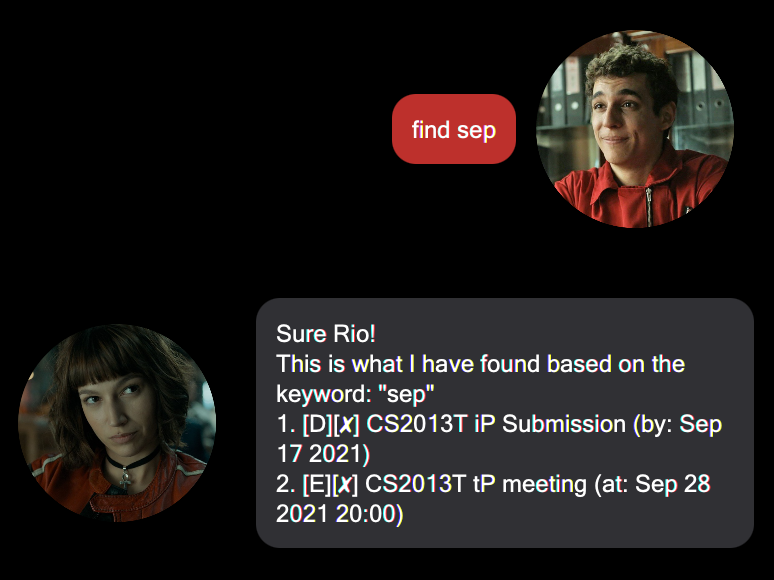 find sep
Sure Rio!
This is what I have found based on the
keyword: "sep"
1. [D][✗] CS2013T iP Submission (by: Sep
17 2021)
2. [E][✗] CS2013T tP meeting (at: Sep 28
2021 20:00)